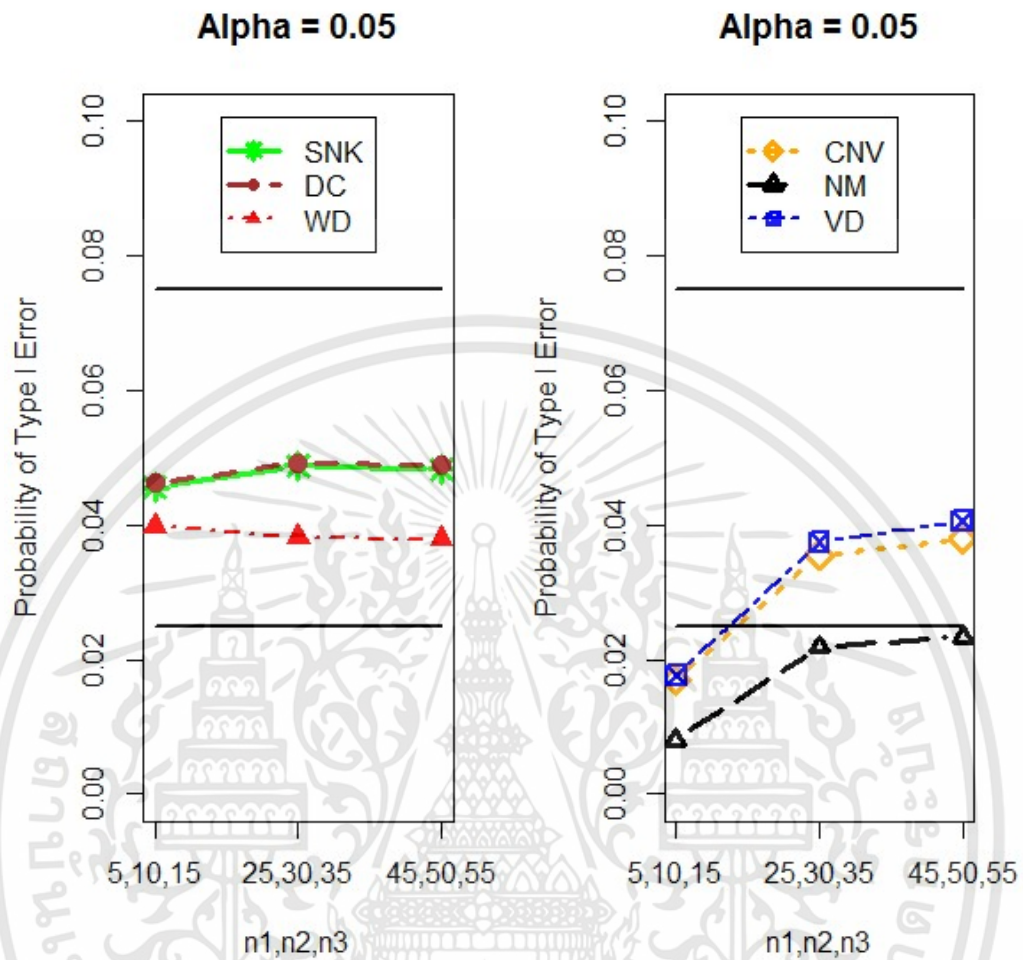 Alpha = 0.05
Probability of Type I Error
0.10
0.08
0.06
0.04
0.02
0.00
SNK
DC
WD
5,10,15 25,30,35 45,50,55
n1,n2,n3
Alpha = 0.05
Probability of Type I Error
0.10
0.08
0.06
0.04
0.02
0.00
CNV
NM
VD
5,10,15 25,30,35 45,50,55
n1,n2,n3